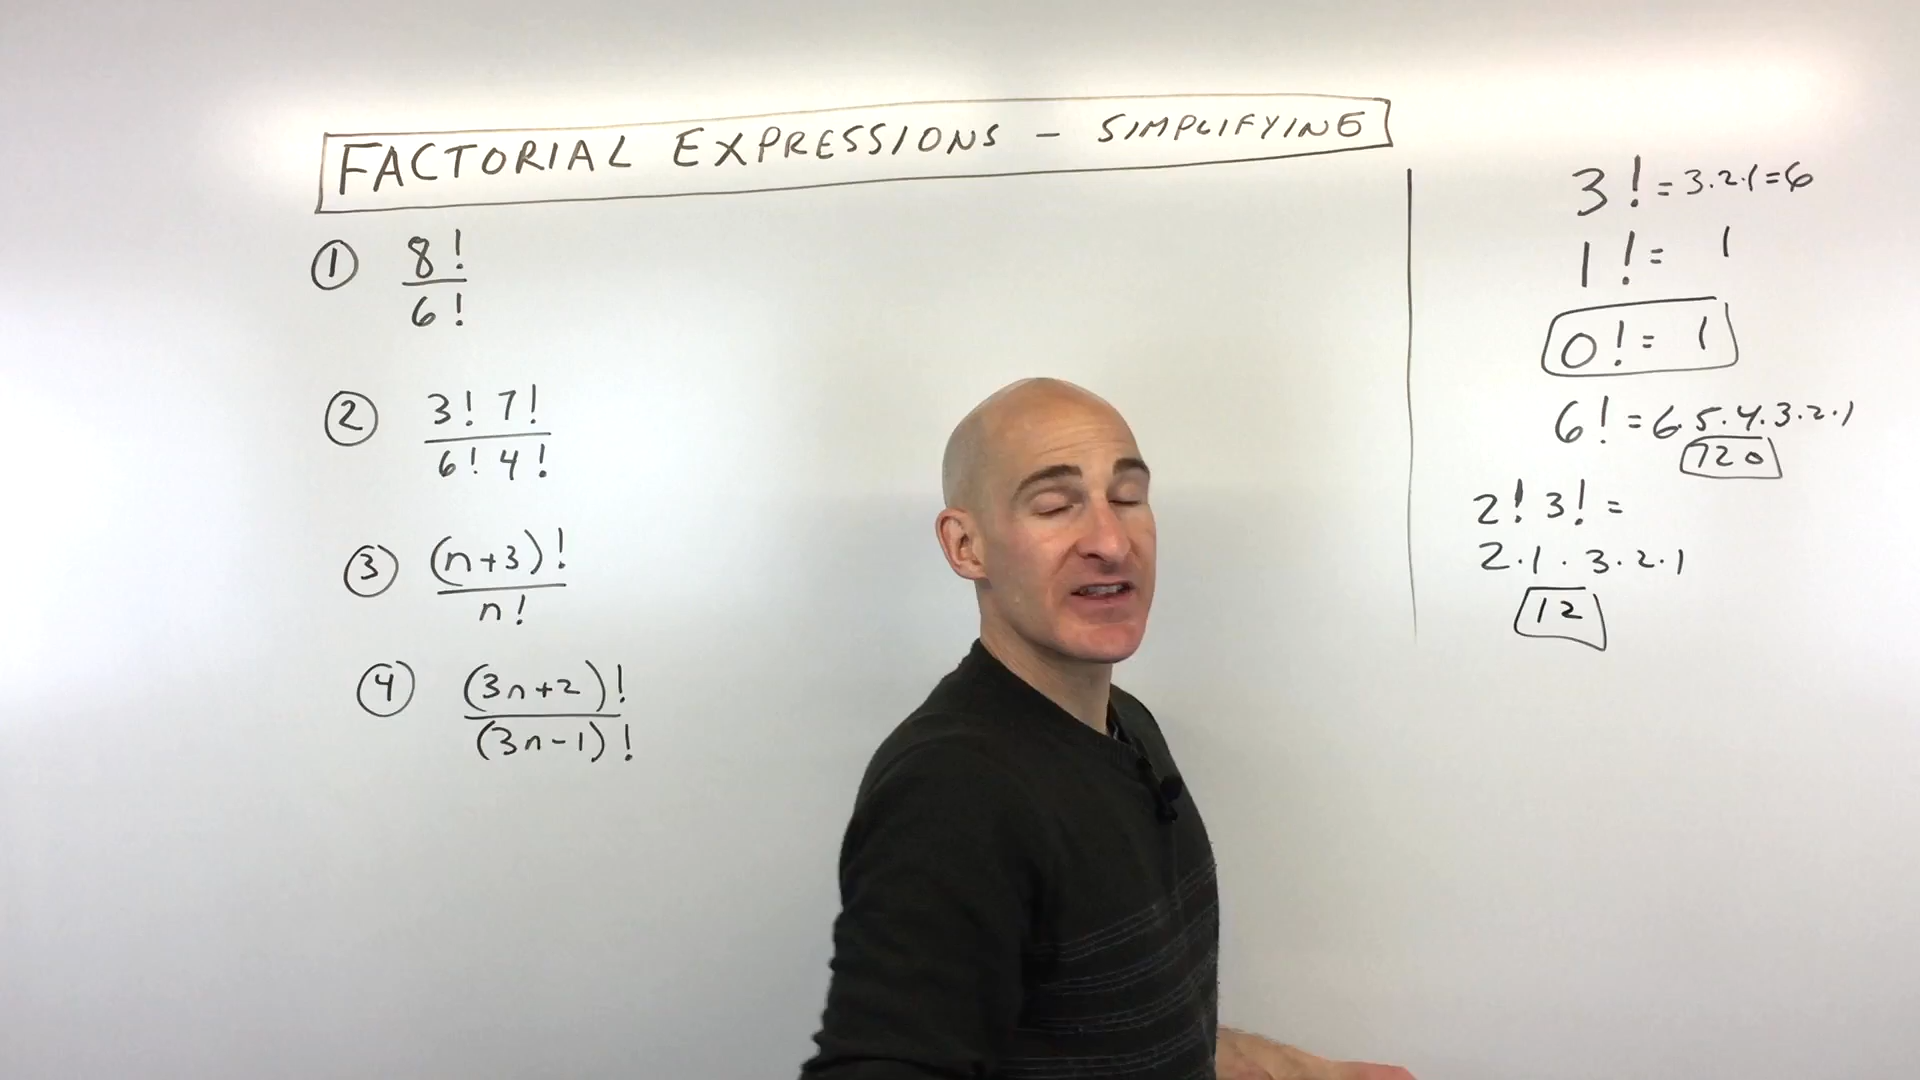 FACTORIAL EXPRESSIONS - SIMPLIFYING
① 8!
6!
② 3! 7!
6! 4!
③ (n+3)!
n!
④ (3n+2)!
(3n-1)!
3! = 3·2·1 = 6
1! = 1
0! = 1
6! = 6·5·4·3·2·1
720
2! 3! =
2·1·3·2·1
12